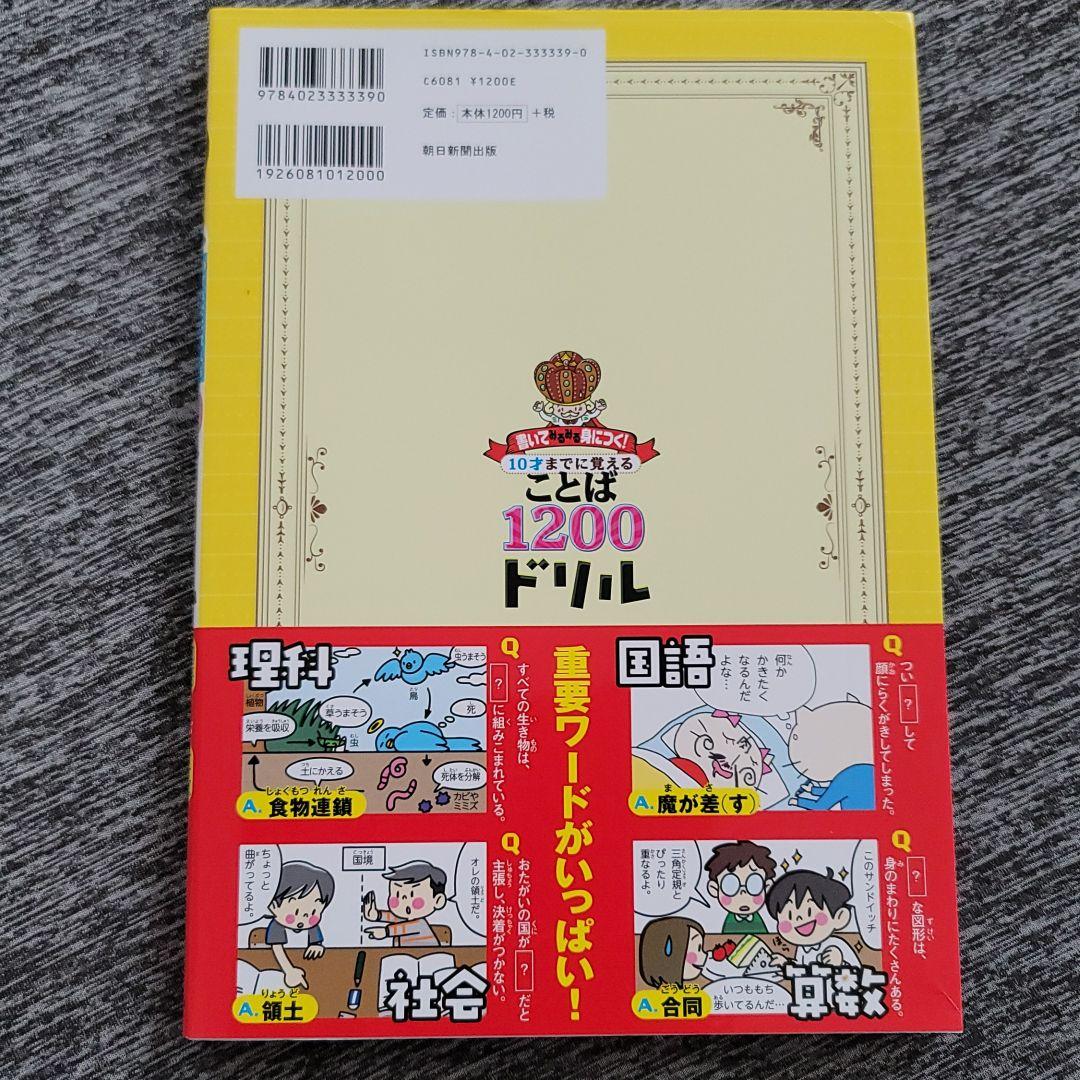 ISBN978-4-02-333339-0
C6081 ¥1200E
定価:本体1200円+税
朝日新聞出版
9784023333390
1926081012000
書いてみるみる身につく!
10才までに覚える
ことば
1200
ドリル
重要ワードがいっぱい!
理科
Q
すべての生き物は、
?に組みこまれている。
植物
栄養を吸収
草うまそう
虫
虫うまそう
鳥
死
死体を分解
カビや
ミミズ
土にかえる
A.食物連鎖
国語
Q
つい?して
顔にらくがきしてしまった。
何か
かきたく
なるんだ
よな…
A.魔が差(す)
社会
Q
おたがいの国が?だと
主張し、決着がつかない。
オレの領土だ。
国境
ちょっと
曲がってるよ。
A.領土
算数
Q
?な図形は、
身のまわりにたくさんある。
このサンドイッチ
三角定規と
ぴったり
重なるよ。
いつももち
歩いてるんだ…
A.合同